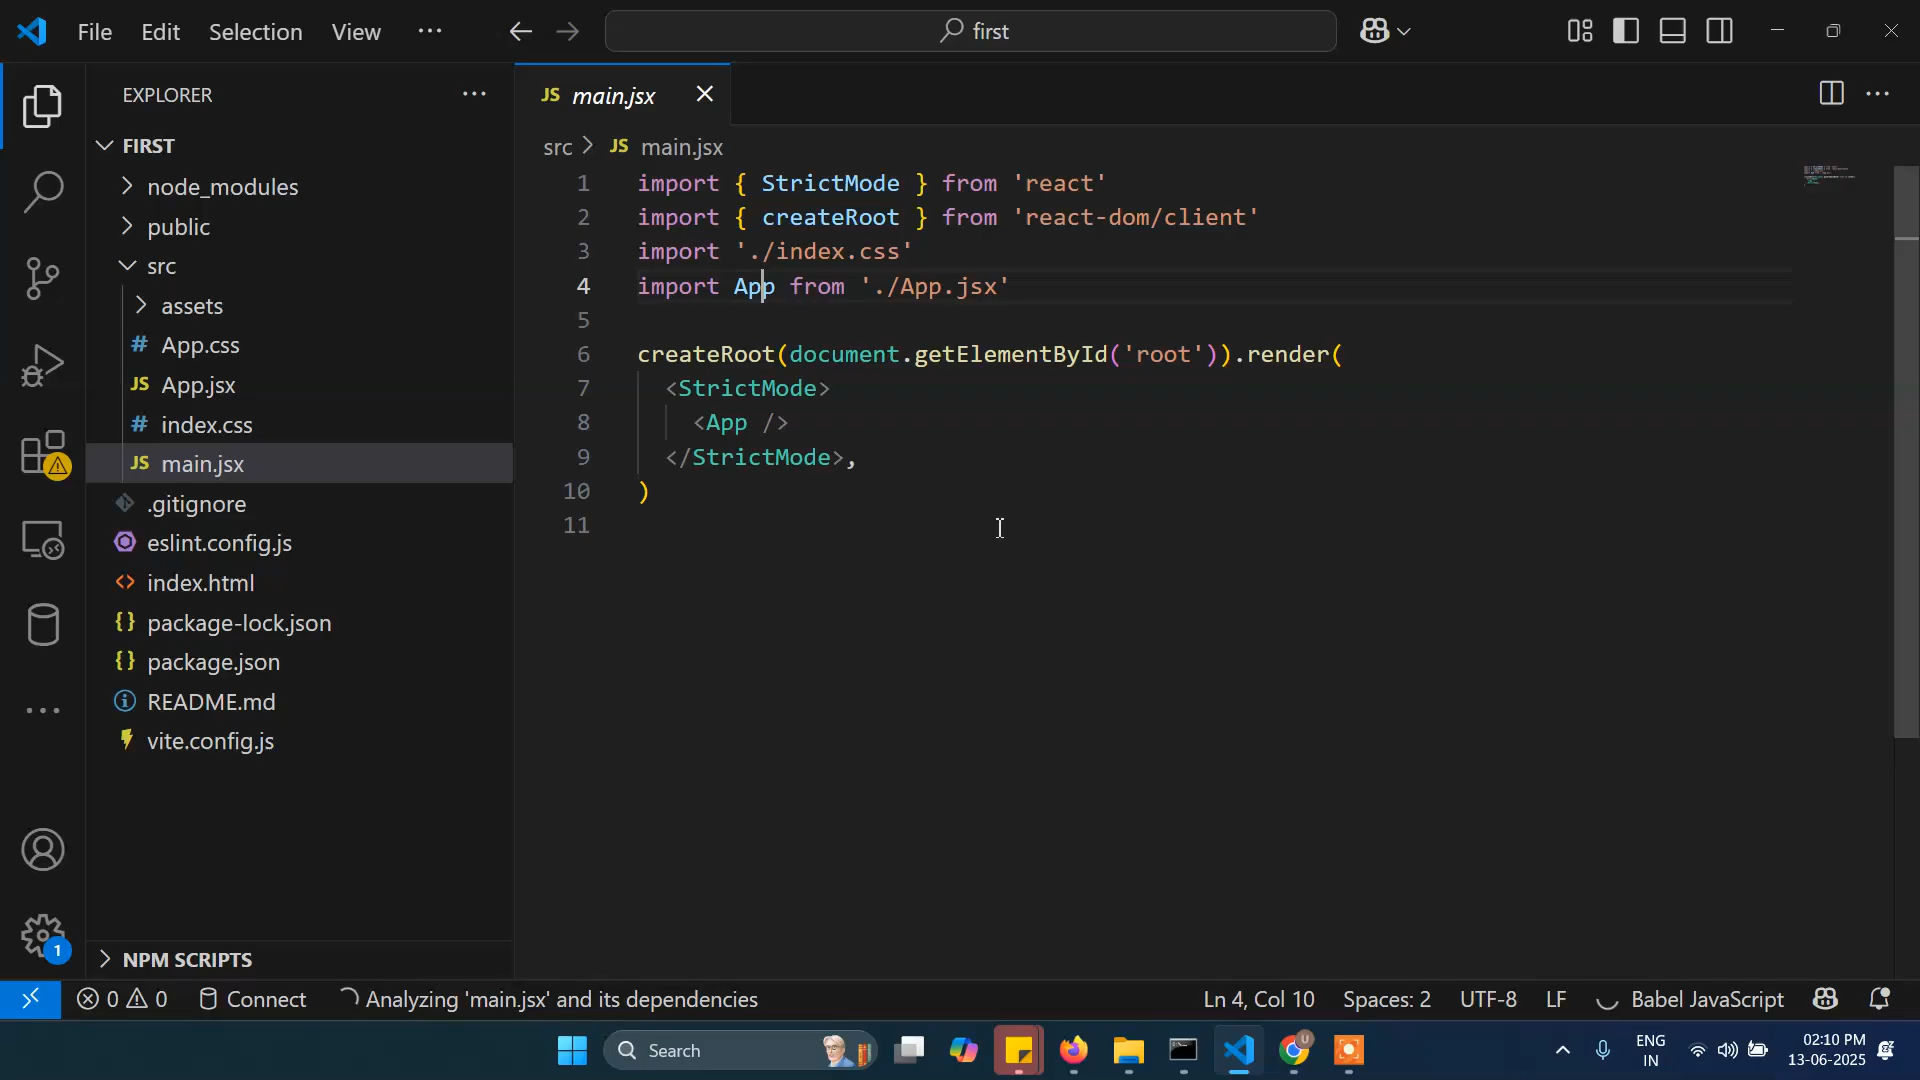 File Edit Selection View ··· first
EXPLORER ···
FIRST
node_modules
public
src
assets
# App.css
JS App.jsx
# index.css
JS main.jsx
.gitignore
eslint.config.js
<> index.html
{} package-lock.json
{} package.json
README.md
vite.config.js
NPM SCRIPTS
1
JS main.jsx
src > JS main.jsx
1 import { StrictMode } from 'react'
2 import { createRoot } from 'react-dom/client'
3 import './index.css'
4 import App from './App.jsx'
5
6 createRoot(document.getElementById('root')).render(
7 <StrictMode>
8 <App />
9 </StrictMode>,
10 )
11
0 0 Connect Analyzing 'main.jsx' and its dependencies Ln 4, Col 10 Spaces: 2 UTF-8 LF Babel JavaScript
Search
U
ENG
IN
02:10 PM
13-06-2025